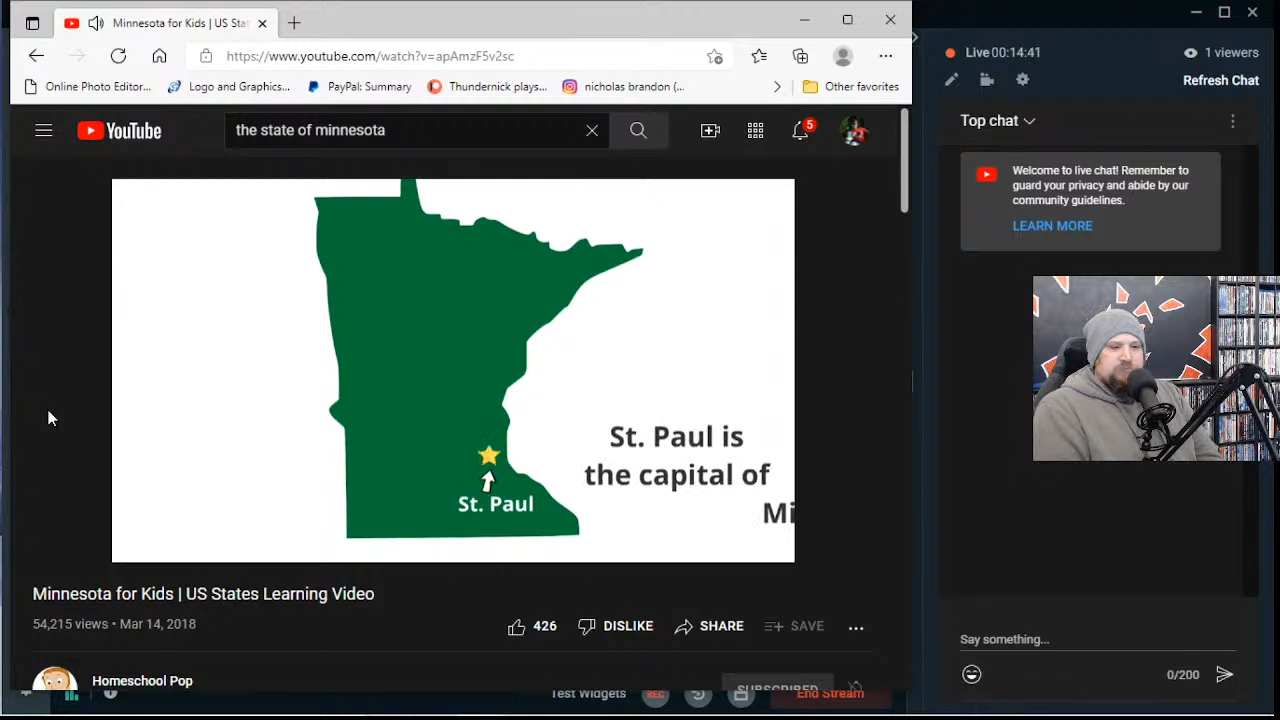 Minnesota for Kids | US Stat
https://www.youtube.com/watch?v=apAmzF5v2sc
Online Photo Editor...
Logo and Graphics...
PayPal: Summary
Thundernick plays...
nicholas brandon (...
Other favorites
YouTube
the state of minnesota
5
St. Paul is
the capital of
Mi
St. Paul
Minnesota for Kids | US States Learning Video
54,215 views • Mar 14, 2018
426
DISLIKE
SHARE
SAVE
Homeschool Pop
SUBSCRIBED
Test Widgets
REC
End Stream
Live 00:14:41
1 viewers
Refresh Chat
Top chat
Welcome to live chat! Remember to
guard your privacy and abide by our
community guidelines.
LEARN MORE
Say something...
0/200